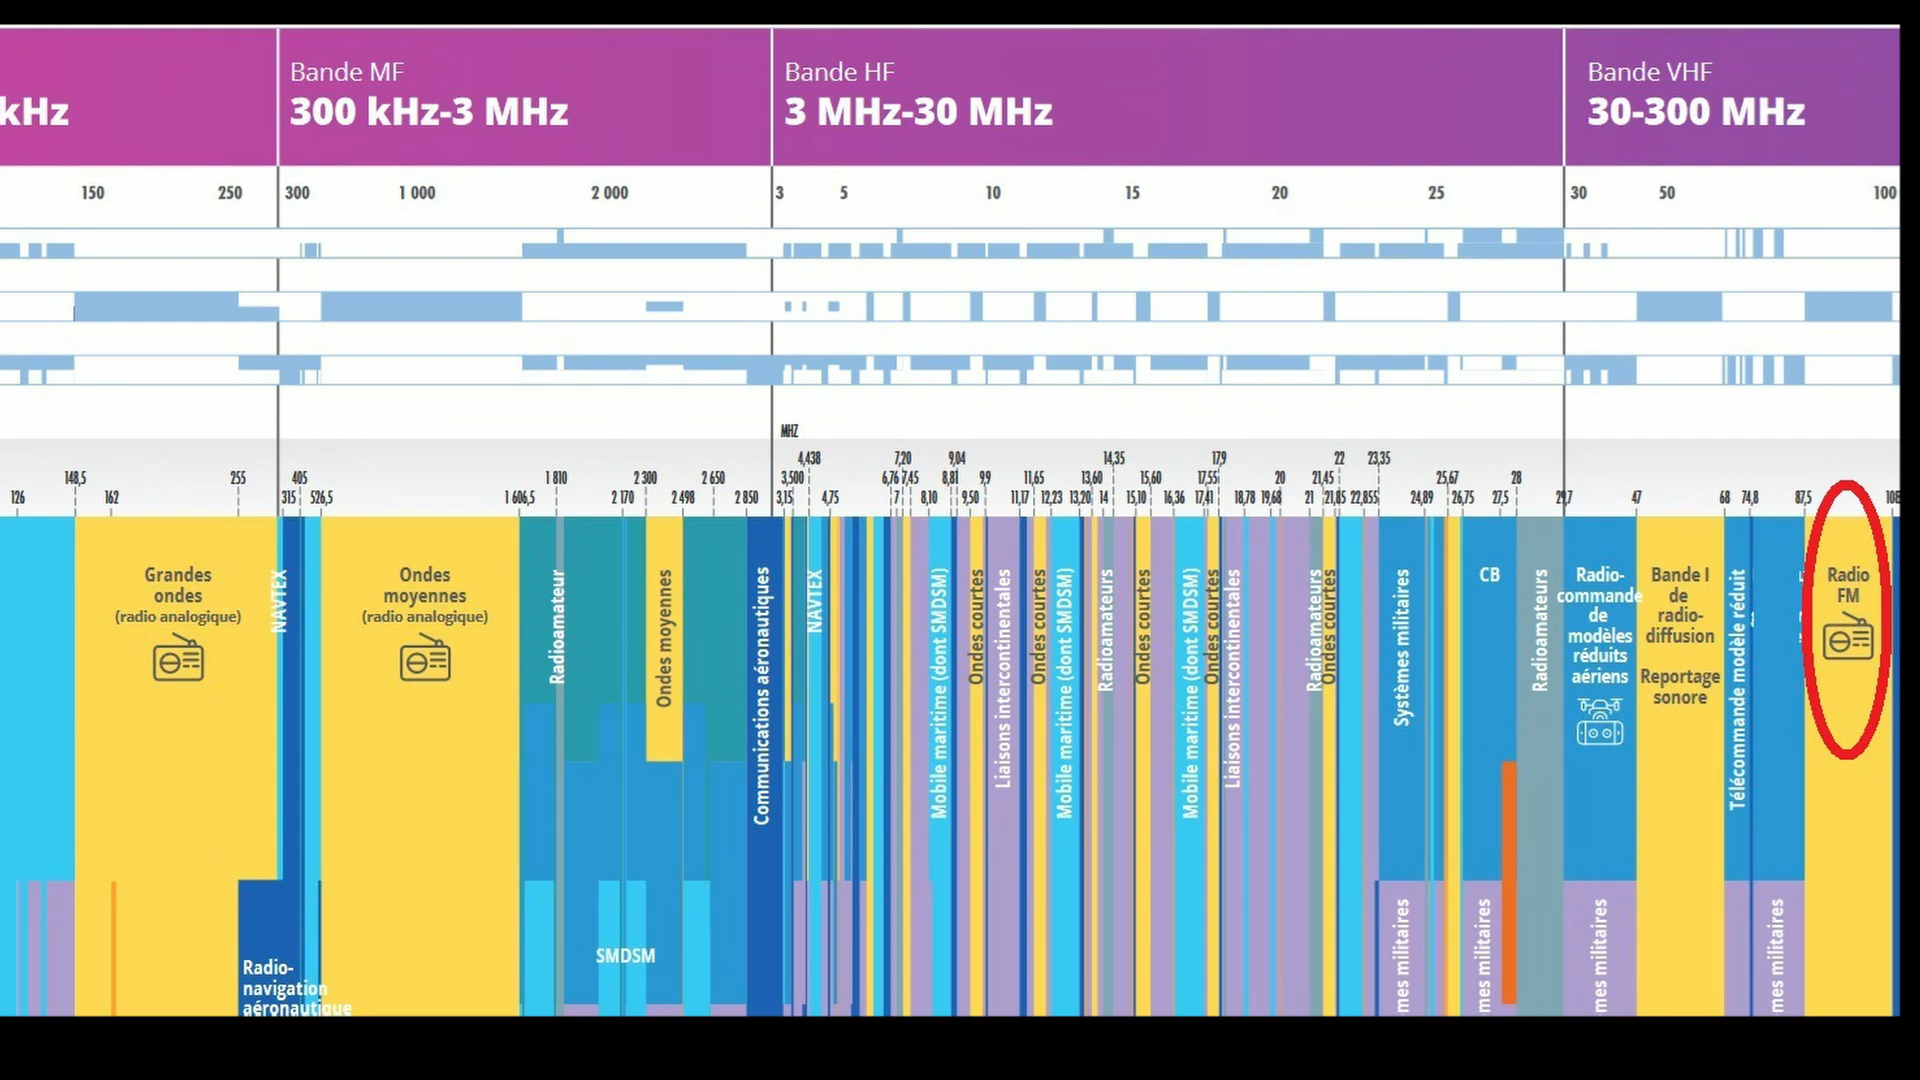 kHz
Bande MF
300 kHz-3 MHz
Bande HF
3 MHz-30 MHz
Bande VHF
30-300 MHz
150
250
300
1 000
2 000
3
5
10
15
20
25
30
50
100
MHZ
4,438
7,20
9,04
14,35
17,9
22
23,35
148,5
255
405
1 810
2 300
2 650
3,500
6,76
7,45
8,81
9,9
11,65
13,60
15,60
17,55
20
21,45
25,67
28
126
162
315
526,5
1 606,5
2 170
2 498
2 850
3,15
4,75
7
8,10
9,50
11,17
12,23
13,20
14
15,10
16,36
17,41
18,78
19,68
21
21,85
22,855
24,89
26,75
27,5
29,7
47
68
74,8
87,5
108
Grandes
ondes
(radio analogique)
NAVTEX
Ondes
moyennes
(radio analogique)
Radioamateur
Ondes moyennes
Communications aéronautiques
NAVTEX
Mobile maritime (dont SMDSM)
Ondes courtes
Liaisons intercontinentales
Ondes courtes
Mobile maritime (dont SMDSM)
Radioamateurs
Ondes courtes
Mobile maritime (dont SMDSM)
Ondes courtes
Liaisons intercontinentales
Radioamateurs
Ondes courtes
Systèmes militaires
CB
Radioamateurs
Radio-
commande
de
modèles
réduits
aériens
Bande I
de
radio-
diffusion
Reportage
sonore
Télécommande modèle réduit
Radio
FM
Radio-
navigation
aéronautique
SMDSM
mes militaires
mes militaires
mes militaires
mes militaires